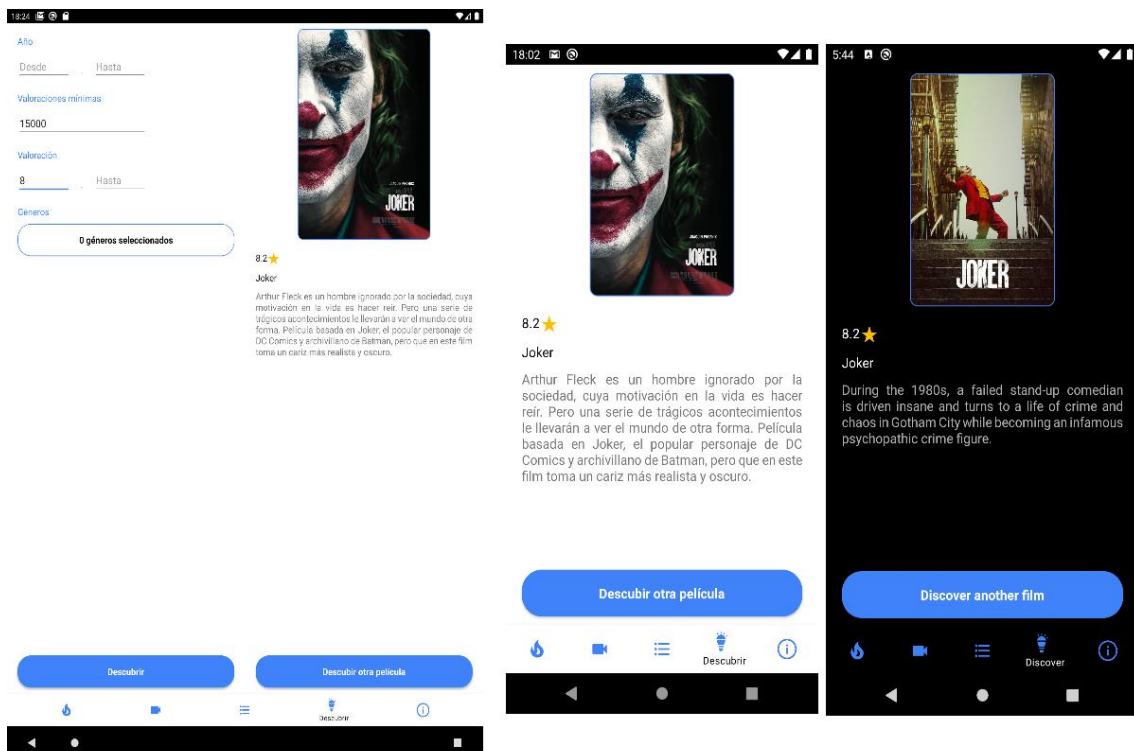 18:24
Año
Desde
Hasta
Valoraciones mínimas
15000
Valoración
8
Hasta
Géneros
0 géneros seleccionados
JOKER
8.2
Joker
Arthur Fleck es un hombre ignorado por la sociedad, cuya
motivación en la vida es hacer reír. Pero una serie de
trágicos acontecimientos le llevarán a ver el mundo de otra
forma. Película basada en Joker, el popular personaje de
DC Comics y archivillano de Batman, pero que en este film
toma un cariz más realista y oscuro.
Descubrir
Descubir otra película
Descubrir
18:02
JOKER
8.2
Joker
Arthur Fleck es un hombre ignorado por la
sociedad, cuya motivación en la vida es hacer
reír. Pero una serie de trágicos acontecimientos
le llevarán a ver el mundo de otra forma. Película
basada en Joker, el popular personaje de DC
Comics y archivillano de Batman, pero que en este
film toma un cariz más realista y oscuro.
Descubir otra película
Descubrir
5:44
JOKER
8.2
Joker
During the 1980s, a failed stand-up comedian
is driven insane and turns to a life of crime and
chaos in Gotham City while becoming an infamous
psychopathic crime figure.
Discover another film
Discover